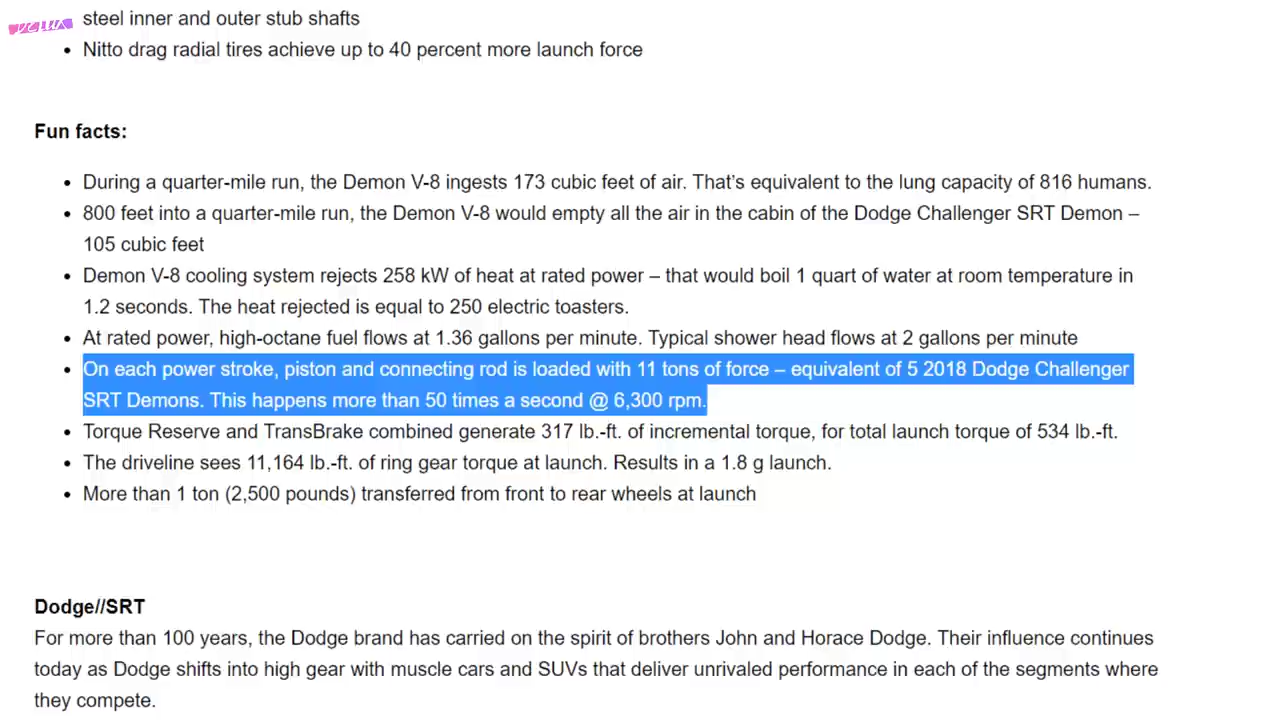 steel inner and outer stub shafts
• Nitto drag radial tires achieve up to 40 percent more launch force
Fun facts:
• During a quarter-mile run, the Demon V-8 ingests 173 cubic feet of air. That's equivalent to the lung capacity of 816 humans.
• 800 feet into a quarter-mile run, the Demon V-8 would empty all the air in the cabin of the Dodge Challenger SRT Demon –
105 cubic feet
• Demon V-8 cooling system rejects 258 kW of heat at rated power – that would boil 1 quart of water at room temperature in
1.2 seconds. The heat rejected is equal to 250 electric toasters.
• At rated power, high-octane fuel flows at 1.36 gallons per minute. Typical shower head flows at 2 gallons per minute
• On each power stroke, piston and connecting rod is loaded with 11 tons of force – equivalent of 5 2018 Dodge Challenger
SRT Demons. This happens more than 50 times a second @ 6,300 rpm.
• Torque Reserve and TransBrake combined generate 317 lb.-ft. of incremental torque, for total launch torque of 534 lb.-ft.
• The driveline sees 11,164 lb.-ft. of ring gear torque at launch. Results in a 1.8 g launch.
• More than 1 ton (2,500 pounds) transferred from front to rear wheels at launch
Dodge//SRT
For more than 100 years, the Dodge brand has carried on the spirit of brothers John and Horace Dodge. Their influence continues
today as Dodge shifts into high gear with muscle cars and SUVs that deliver unrivaled performance in each of the segments where
they compete.